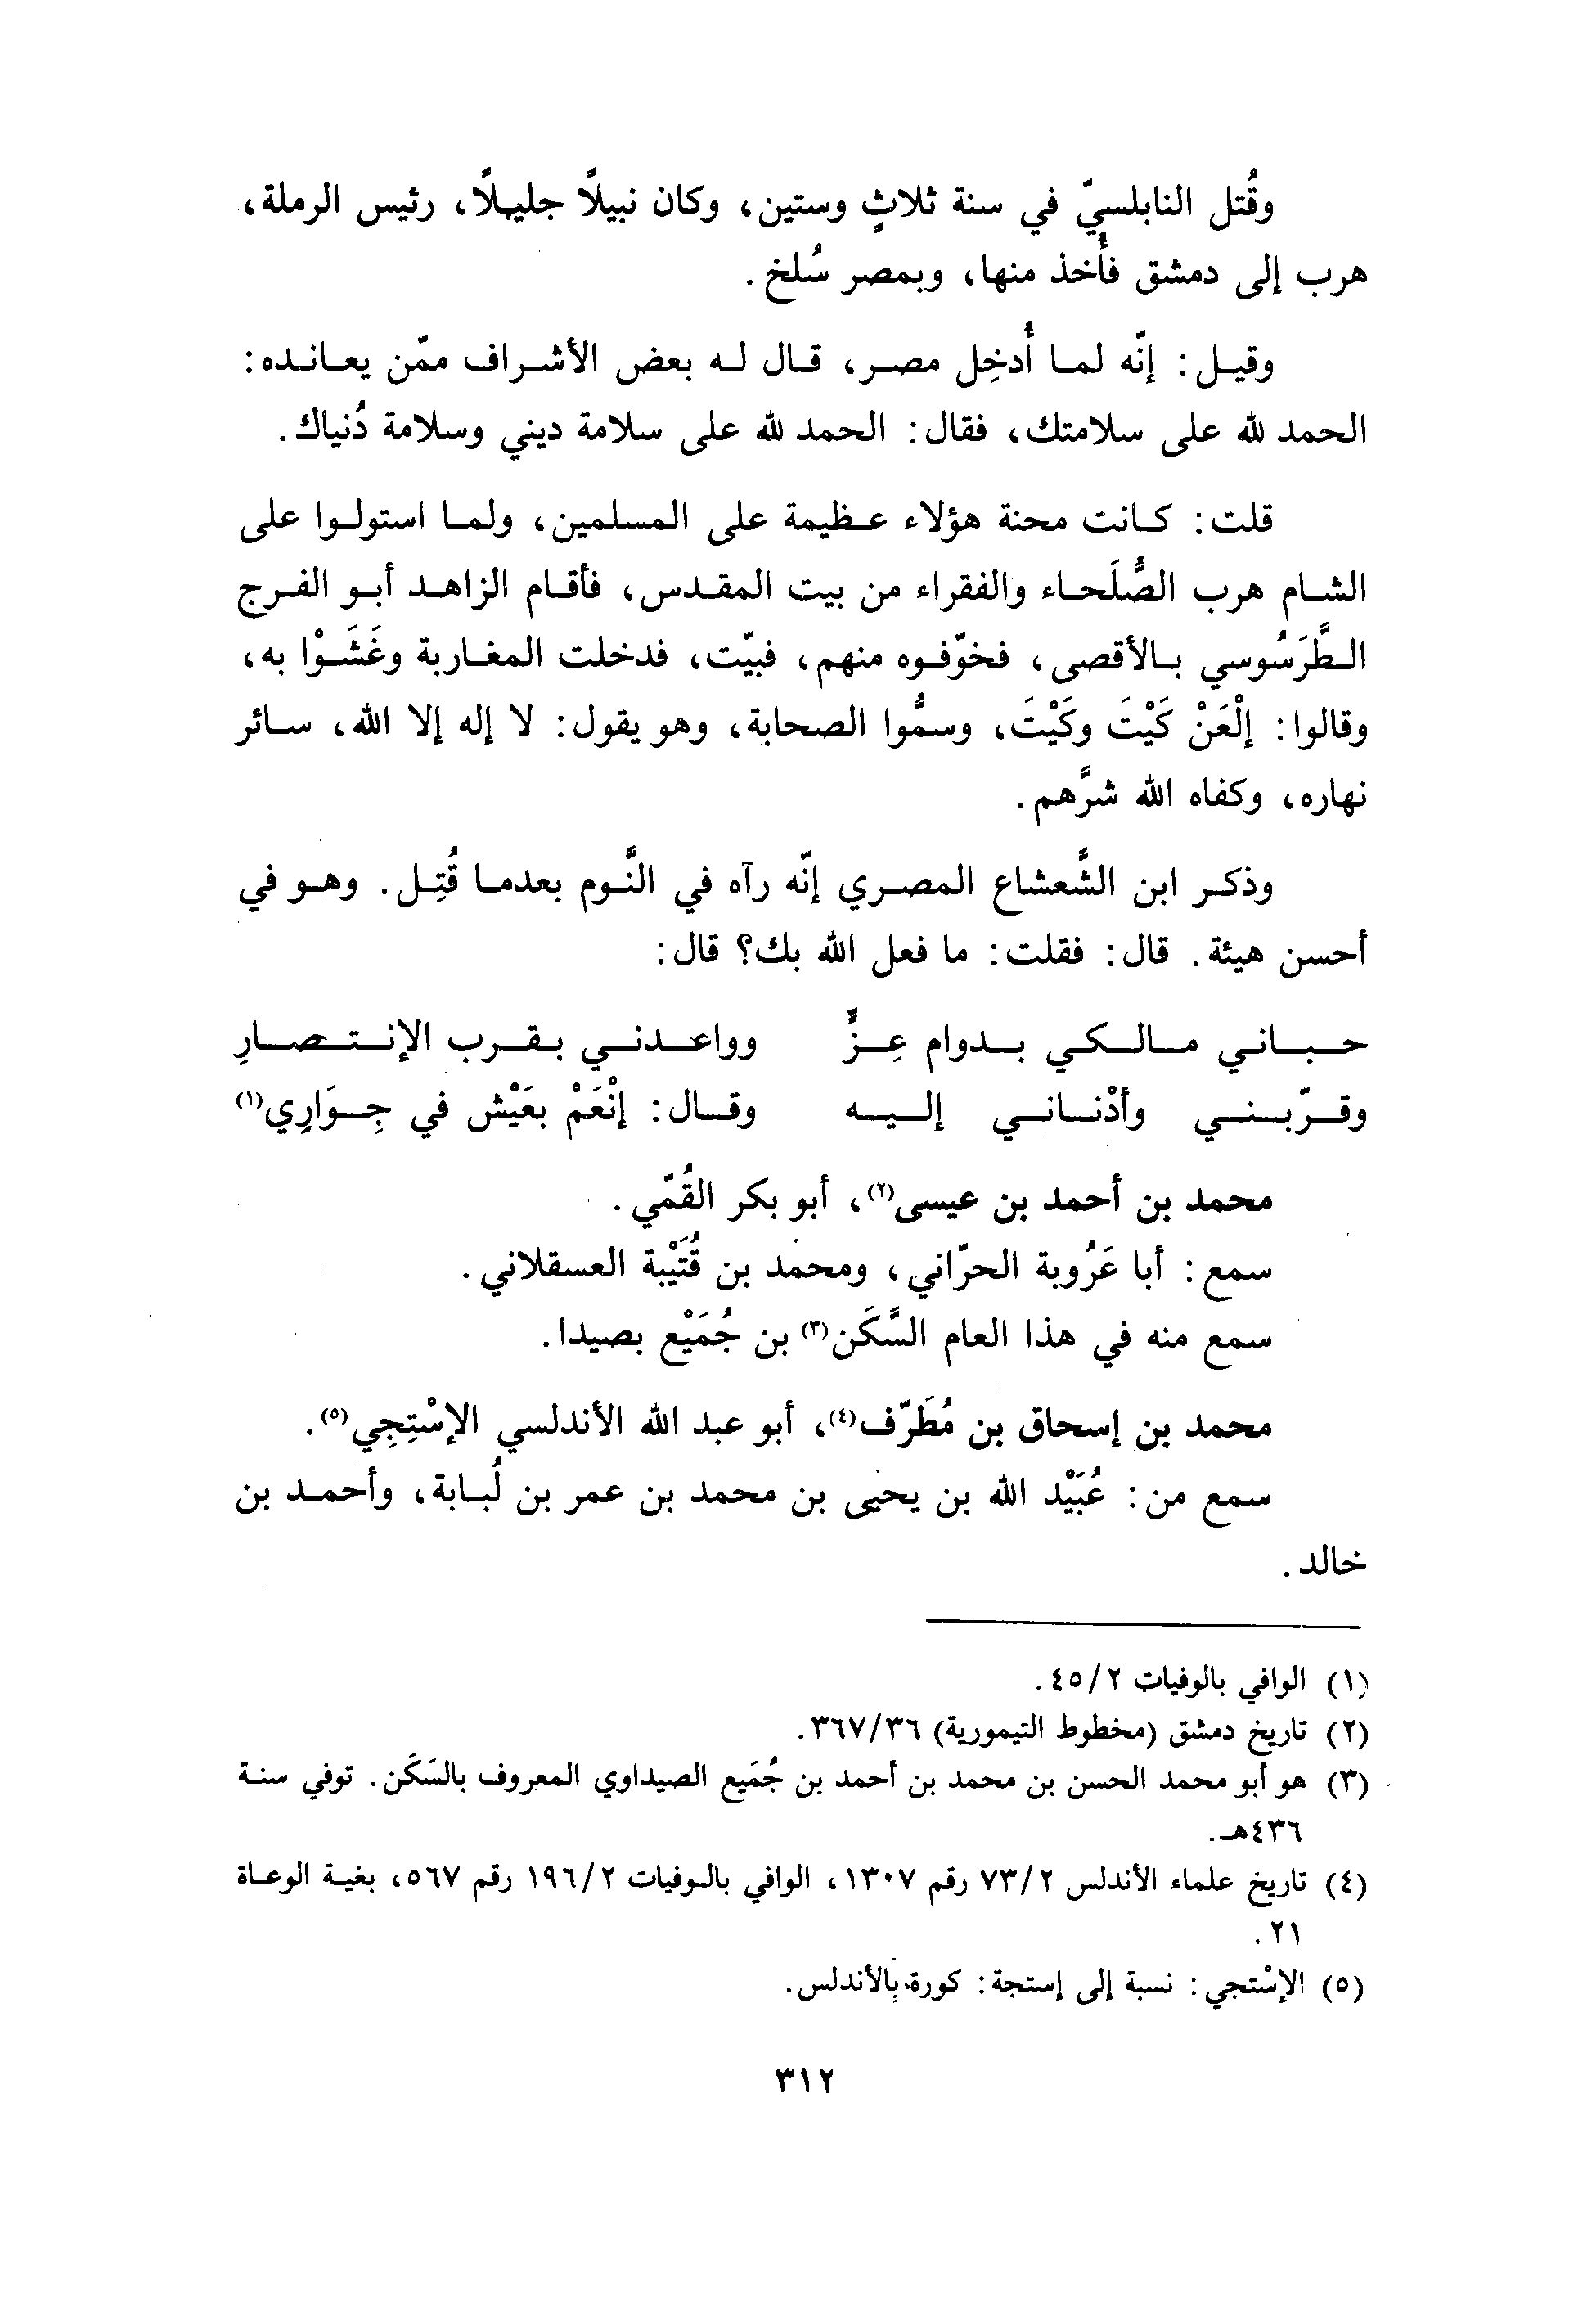 وقُتل النابلسيّ في سنة ثلاثٍ وستين، وكان نبيلاً جليلاً، رئيس الرملة،
هرب إلى دمشق فأُخذ منها، وبمصر سُلخ.
وقيل: إنّه لما أُدخِل مصر، قال له بعض الأشراف ممّن يعانده:
الحمد لله على سلامتك، فقال: الحمد لله على سلامة ديني وسلامة دُنياك.
قلت: كانت محنة هؤلاء عظيمة على المسلمين، ولما استولوا على
الشام هرب الصُّلَحاء والفقراء من بيت المقدس، فأقام الزاهد أبو الفرج
الطَّرَسُوسي بالأقصى، فخوّفوه منهم، فبيّت، فدخلت المغاربة وغَشَوْا به،
وقالوا: إلْعَنْ كَيْتَ وكَيْتَ، وسمُّوا الصحابة، وهو يقول: لا إله إلا الله، سائر
نهاره، وكفاه الله شرَّهم.
وذكر ابن الشَّعشاع المصري إنّه رآه في النَّوم بعدما قُتِل. وهو في
أحسن هيئة. قال: فقلت: ما فعل الله بك؟ قال:
حباني مالكي بدوام عِزٍّ وواعدني بقرب الإنتصارِ
وقرّبني وأدْناني إليه وقال: إنْعَمْ بعَيْش في جِوَارِي(١)
محمد بن أحمد بن عيسى(٢)، أبو بكر القُمّي.
سمع: أبا عَرُوبة الحرّاني، ومحمد بن قُتَيْبة العسقلاني.
سمع منه في هذا العام السَّكَن(٣) بن جُمَيْع بصيدا.
محمد بن إسحاق بن مُطَرّف(٤)، أبو عبد الله الأندلسي الإسْتِجِي(٥).
سمع من: عُبَيْد الله بن يحيى بن محمد بن عمر بن لُبابة، وأحمد بن
خالد.
(١) الوافي بالوفيات ٤٥/٢.
(٢) تاريخ دمشق (مخطوط التيمورية) ٣٦٧/٣٦.
(٣) هو أبو محمد الحسن بن محمد بن أحمد بن جُمَيع الصيداوي المعروف بالسَكَن. توفي سنة
٤٣٦هـ.
(٤) تاريخ علماء الأندلس ٧٣/٢ رقم ١٣٠٧، الوافي بالوفيات ١٩٦/٢ رقم ٥٦٧، بغية الوعاة
٢١.
(٥) الإسْتجي: نسبة إلى إستجة: كورة بالأندلس.
٣١٢